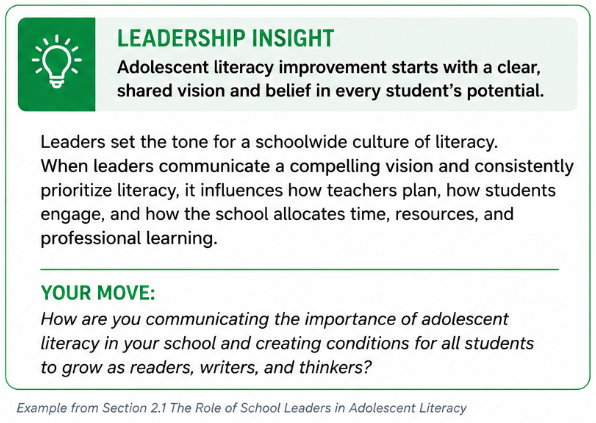 LEADERSHIP INSIGHT
Adolescent literacy improvement starts with a clear,
shared vision and belief in every student's potential.
Leaders set the tone for a schoolwide culture of literacy.
When leaders communicate a compelling vision and consistently
prioritize literacy, it influences how teachers plan, how students
engage, and how the school allocates time, resources, and
professional learning.
YOUR MOVE:
How are you communicating the importance of adolescent
literacy in your school and creating conditions for all students
to grow as readers, writers, and thinkers?
Example from Section 2.1 The Role of School Leaders in Adolescent Literacy